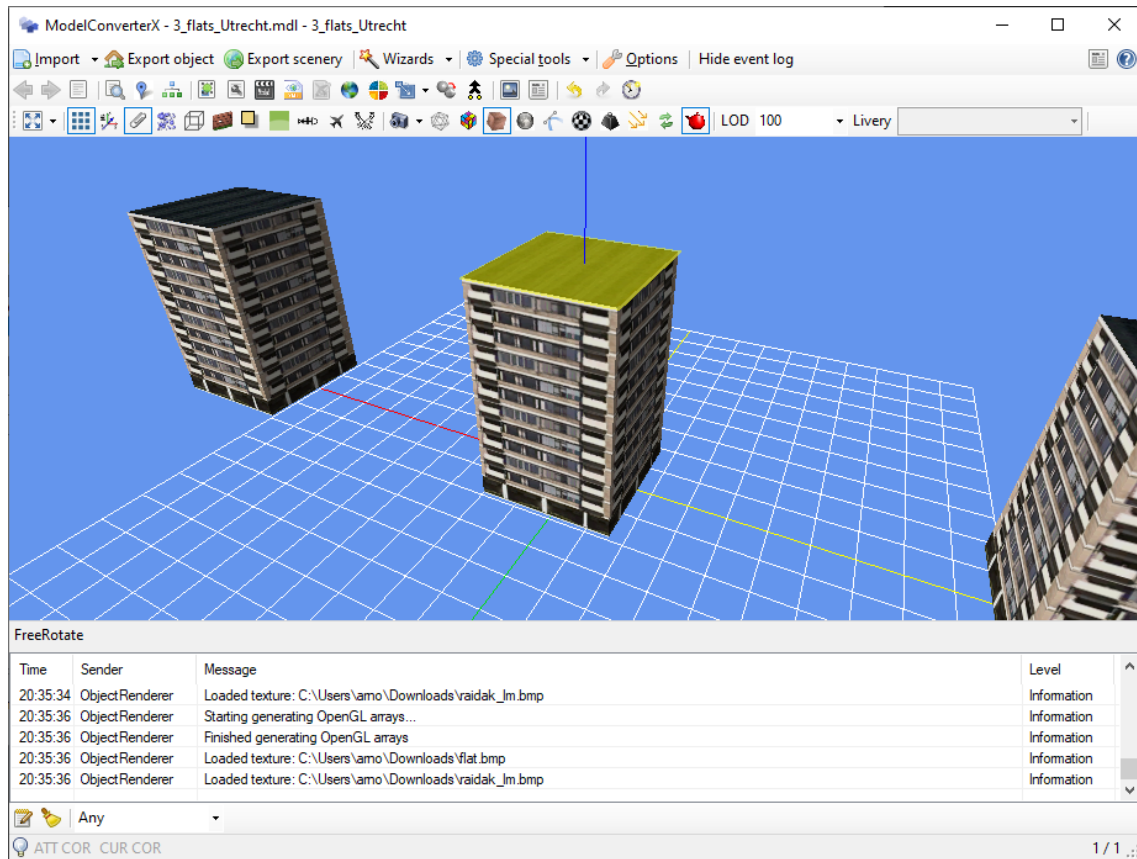 ModelConverterX - 3_flats_Utrecht.mdl - 3_flats_Utrecht
Import Export object Export scenery Wizards Special tools Options Hide event log
LOD 100 Livery
FreeRotate
Time Sender Message Level
20:35:34 ObjectRenderer Loaded texture: C:\Users\arno\Downloads\raidak_lm.bmp Information
20:35:36 ObjectRenderer Starting generating OpenGL arrays... Information
20:35:36 ObjectRenderer Finished generating OpenGL arrays Information
20:35:36 ObjectRenderer Loaded texture: C:\Users\arno\Downloads\flat.bmp Information
20:35:36 ObjectRenderer Loaded texture: C:\Users\arno\Downloads\raidak_lm.bmp Information
Any
ATT COR CUR COR 1 / 1